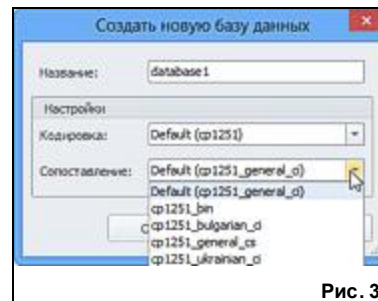 Создать новую базу данных
Название: database1
Настройки
Кодировка: Default (cp1251)
Сопоставление: Default (cp1251_general_ci)
Default (cp1251_general_ci)
cp1251_bin
cp1251_bulgarian_ci
cp1251_general_cs
cp1251_ukrainian_ci
Рис. 3